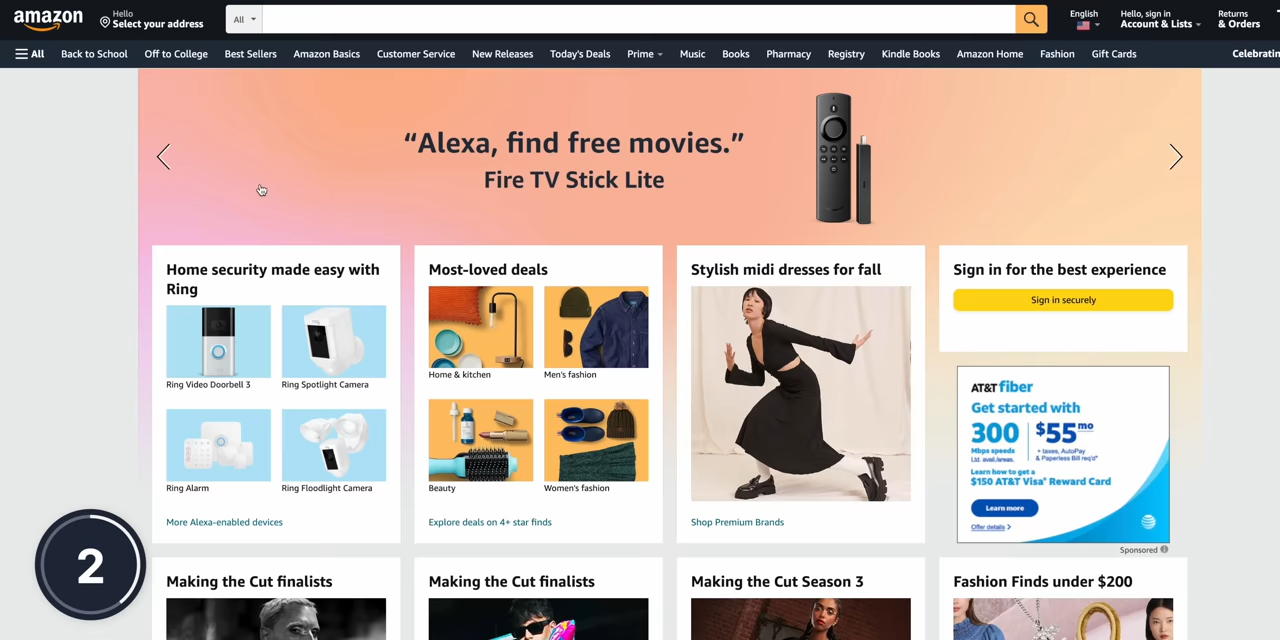 amazon
Hello
Select your address
All
English
Hello, sign in
Account & Lists
Returns
& Orders
All
Back to School
Off to College
Best Sellers
Amazon Basics
Customer Service
New Releases
Today's Deals
Prime
Music
Books
Pharmacy
Registry
Kindle Books
Amazon Home
Fashion
Gift Cards
Celebratin
“Alexa, find free movies.”
Fire TV Stick Lite
Home security made easy with
Ring
Ring Video Doorbell 3
Ring Spotlight Camera
Ring Alarm
Ring Floodlight Camera
More Alexa-enabled devices
Most-loved deals
Home & kitchen
Men's fashion
Beauty
Women's fashion
Explore deals on 4+ star finds
Stylish midi dresses for fall
Shop Premium Brands
Sign in for the best experience
Sign in securely
AT&T fiber
Get started with
300
Mbps speeds
Ltd. avail./areas.
$55mo
+ taxes, AutoPay
& Paperless Bill req'd*
Learn how to get a
$150 AT&T Visa® Reward Card
Learn more
Offer details >
Sponsored
2
Making the Cut finalists
Making the Cut finalists
Making the Cut Season 3
Fashion Finds under $200